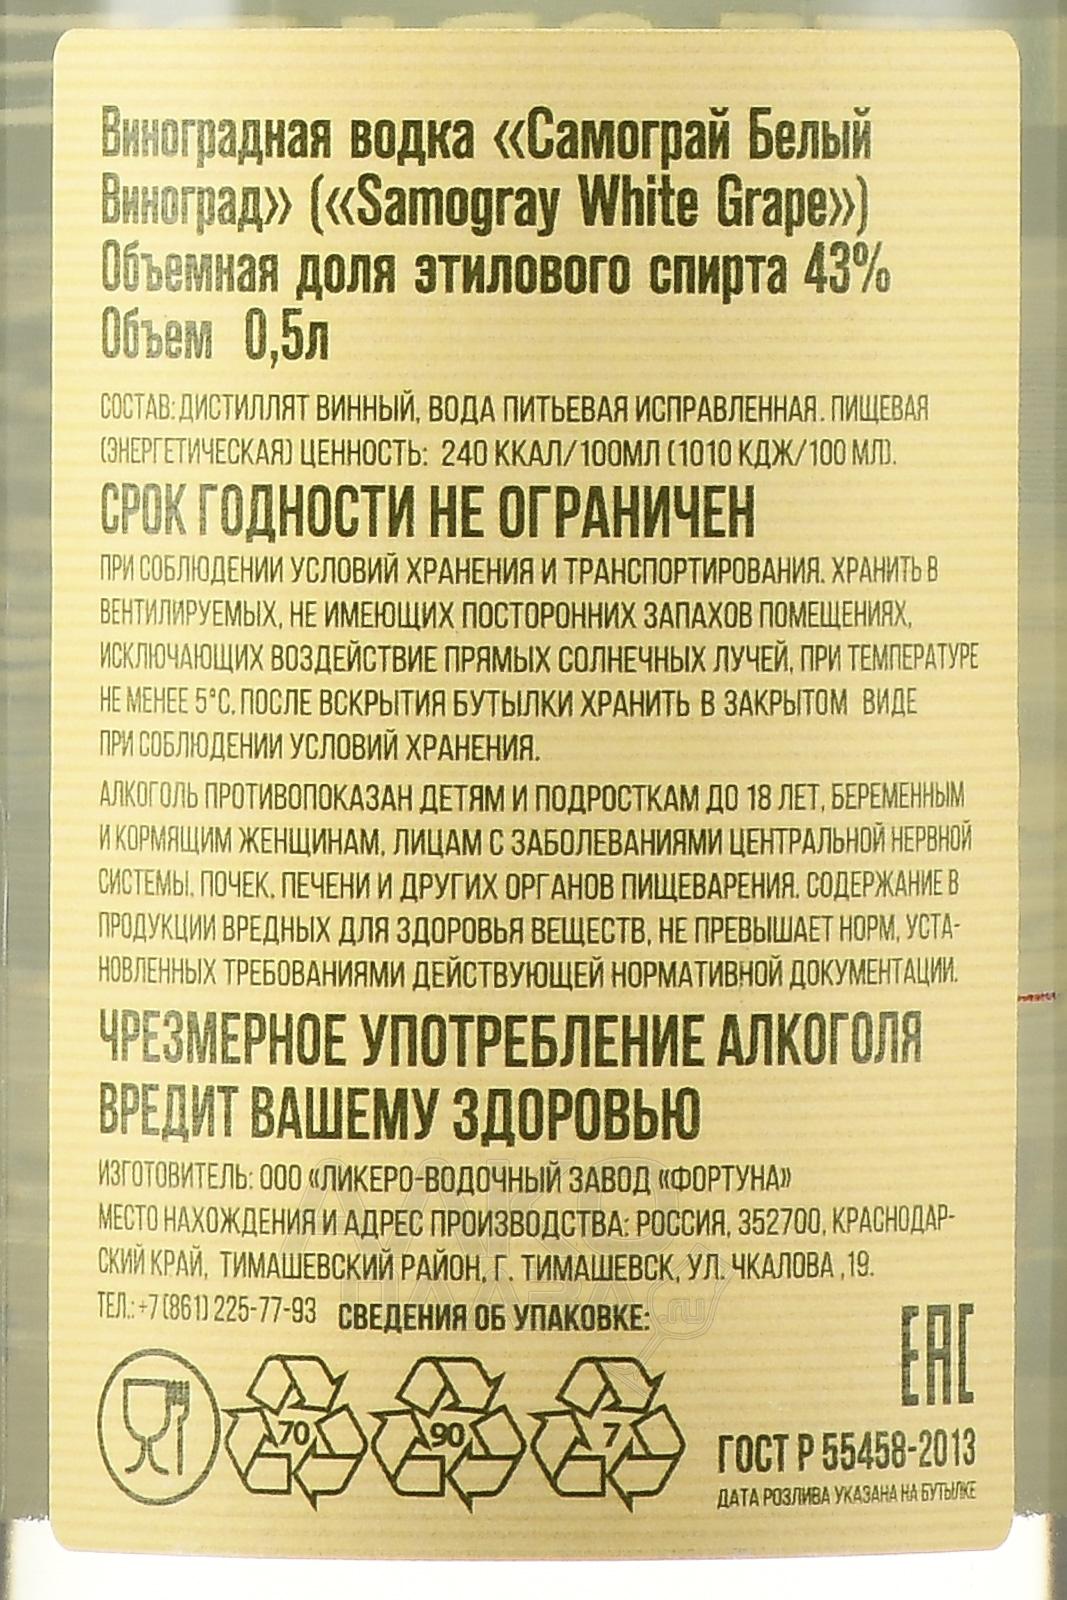 Виноградная водка «Самограй Белый
Виноград» («Samogray White Grape»)
Объемная доля этилового спирта 43%
Объем 0,5л
СОСТАВ: ДИСТИЛЛЯТ ВИННЫЙ, ВОДА ПИТЬЕВАЯ ИСПРАВЛЕННАЯ. ПИЩЕВАЯ
(ЭНЕРГЕТИЧЕСКАЯ) ЦЕННОСТЬ: 240 ККАЛ/100МЛ (1010 КДЖ/100 МЛ).
СРОК ГОДНОСТИ НЕ ОГРАНИЧЕН
ПРИ СОБЛЮДЕНИИ УСЛОВИЙ ХРАНЕНИЯ И ТРАНСПОРТИРОВАНИЯ. ХРАНИТЬ В
ВЕНТИЛИРУЕМЫХ, НЕ ИМЕЮЩИХ ПОСТОРОННИХ ЗАПАХОВ ПОМЕЩЕНИЯХ,
ИСКЛЮЧАЮЩИХ ВОЗДЕЙСТВИЕ ПРЯМЫХ СОЛНЕЧНЫХ ЛУЧЕЙ, ПРИ ТЕМПЕРАТУРЕ
НЕ МЕНЕЕ 5°С. ПОСЛЕ ВСКРЫТИЯ БУТЫЛКИ ХРАНИТЬ В ЗАКРЫТОМ ВИДЕ
ПРИ СОБЛЮДЕНИИ УСЛОВИЙ ХРАНЕНИЯ.
АЛКОГОЛЬ ПРОТИВОПОКАЗАН ДЕТЯМ И ПОДРОСТКАМ ДО 18 ЛЕТ, БЕРЕМЕННЫМ
И КОРМЯЩИМ ЖЕНЩИНАМ, ЛИЦАМ С ЗАБОЛЕВАНИЯМИ ЦЕНТРАЛЬНОЙ НЕРВНОЙ
СИСТЕМЫ, ПОЧЕК, ПЕЧЕНИ И ДРУГИХ ОРГАНОВ ПИЩЕВАРЕНИЯ. СОДЕРЖАНИЕ В
ПРОДУКЦИИ ВРЕДНЫХ ДЛЯ ЗДОРОВЬЯ ВЕЩЕСТВ, НЕ ПРЕВЫШАЕТ НОРМ, УСТА-
НОВЛЕННЫХ ТРЕБОВАНИЯМИ ДЕЙСТВУЮЩЕЙ НОРМАТИВНОЙ ДОКУМЕНТАЦИИ.
ЧРЕЗМЕРНОЕ УПОТРЕБЛЕНИЕ АЛКОГОЛЯ
ВРЕДИТ ВАШЕМУ ЗДОРОВЬЮ
ИЗГОТОВИТЕЛЬ: ООО «ЛИКЕРО-ВОДОЧНЫЙ ЗАВОД «ФОРТУНА»
МЕСТО НАХОЖДЕНИЯ И АДРЕС ПРОИЗВОДСТВА: РОССИЯ, 352700, КРАСНОДАР-
СКИЙ КРАЙ, ТИМАШЕВСКИЙ РАЙОН, Г. ТИМАШЕВСК, УЛ. ЧКАЛОВА ,19.
ТЕЛ.: +7 (861) 225-77-93 СВЕДЕНИЯ ОБ УПАКОВКЕ:
70 90 7
ЕАС
ГОСТ Р 55458-2013
ДАТА РОЗЛИВА УКАЗАНА НА БУТЫЛКЕ
АЛКО
ПЛАЗА
.ru